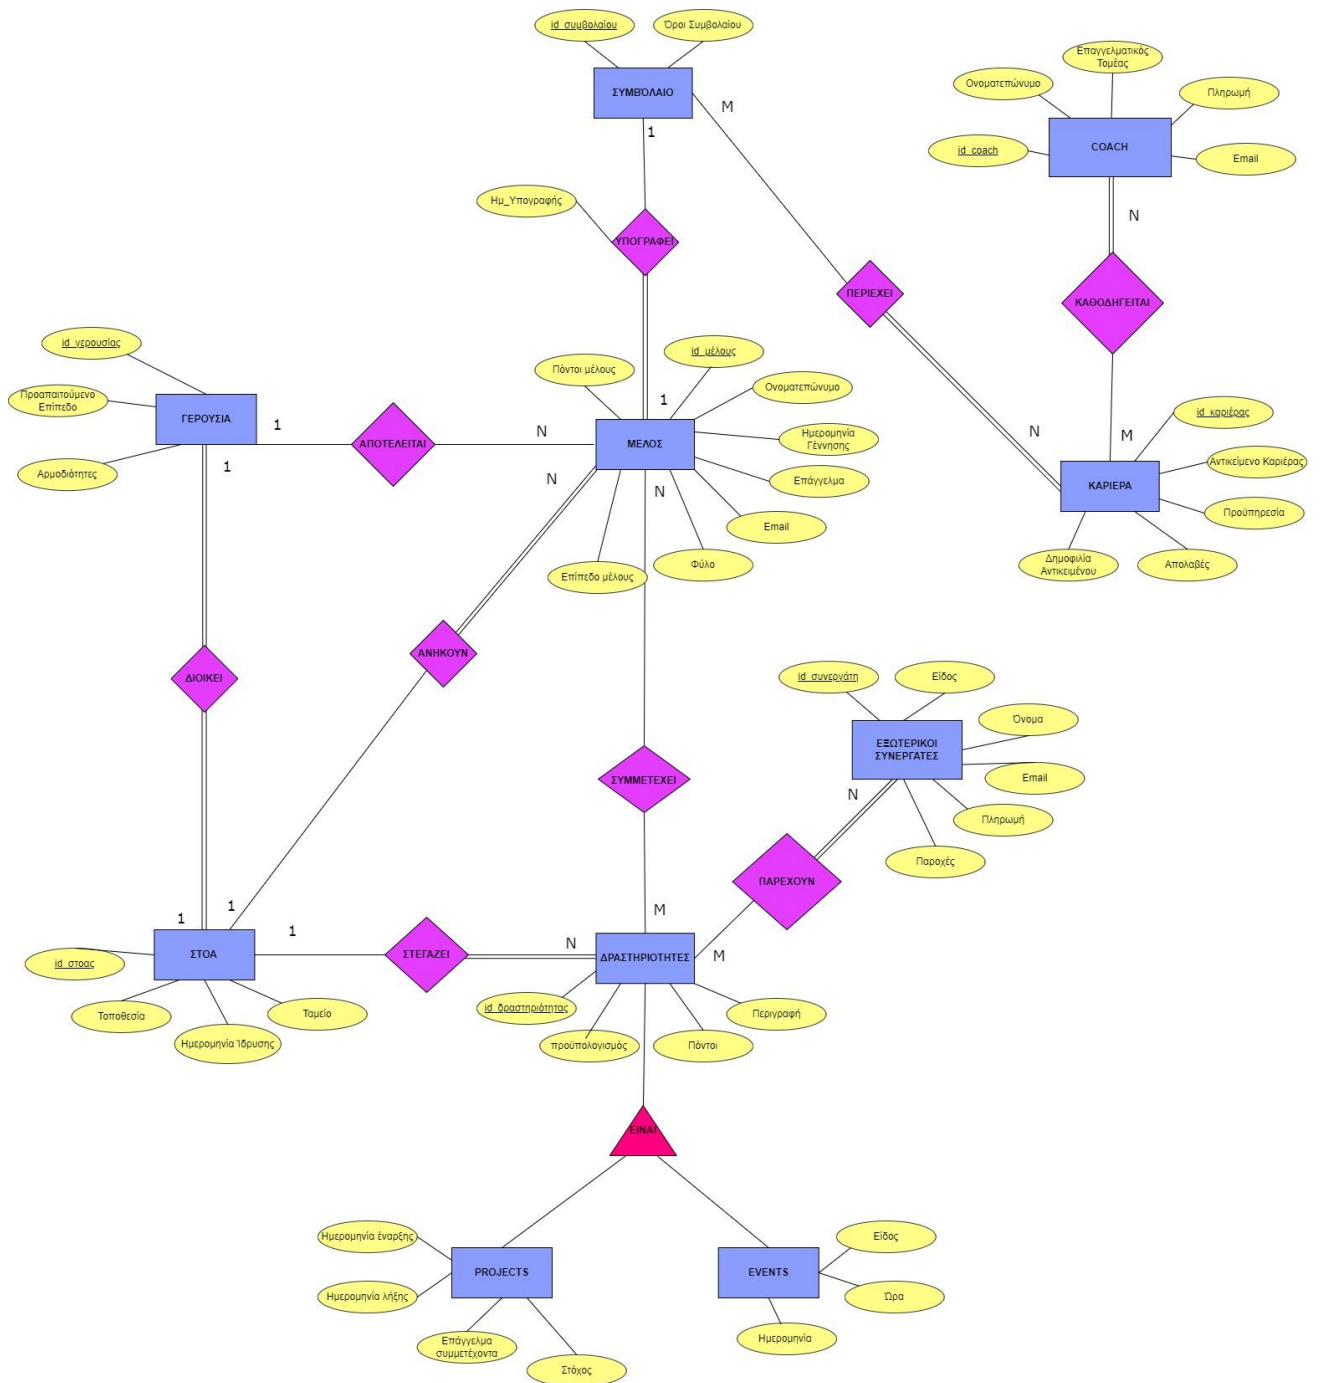 id_συμβολαίου
Όροι Συμβολαίου
ΣΥΜΒΌΛΑΙΟ
Μ
1
Επαγγελματικός
Τομέας
Ονοματεπώνυμο
Πληρωμή
id_coach
COACH
Email
Ν
Ημ_Υπογραφής
ΥΠΟΓΡΑΦΕΙ
ΠΕΡΙΕΧΕΙ
ΚΑΘΟΔΗΓΕΙΤΑΙ
id_γερουσίας
Προαπαιτούμενο
Επίπεδο
ΓΕΡΟΥΣΙΑ
Αρμοδιότητες
1
1
ΑΠΟΤΕΛΕΙΤΑΙ
Ν
Πόντοι μέλους
id_μέλους
1
Ονοματεπώνυμο
ΜΕΛΟΣ
Ημερομηνία
Γέννησης
Επάγγελμα
Ν
Ν
Email
Επίπεδο μέλους
Φύλο
Ν
Μ
id_καριέρας
Αντικείμενο Καριέρας
ΚΑΡΙΕΡΑ
Προϋπηρεσία
Δημοφιλία
Αντικειμένου
Απολαβές
ΔΙΟΙΚΕΙ
ΑΝΗΚΟΥΝ
ΣΥΜΜΕΤΕΧΕΙ
id_συνεργάτη
Είδος
Όνομα
ΕΞΩΤΕΡΙΚΟΙ
ΣΥΝΕΡΓΑΤΕΣ
Email
Ν
Πληρωμή
Παροχές
ΠΑΡΕΧΟΥΝ
1
1
1
Μ
ΣΤΟΑ
ΣΤΕΓΑΖΕΙ
Ν
ΔΡΑΣΤΗΡΙΟΤΗΤΕΣ
Μ
id_στοας
Τοποθεσία
Ταμείο
Ημερομηνία Ίδρυσης
id_δραστηριότητας
προϋπολογισμός
Πόντοι
Περιγραφή
ΕΙΝΑΙ
Ημερομηνία έναρξης
PROJECTS
Ημερομηνία λήξης
Επάγγελμα
συμμετέχοντα
Στόχος
Είδος
EVENTS
Ώρα
Ημερομηνία